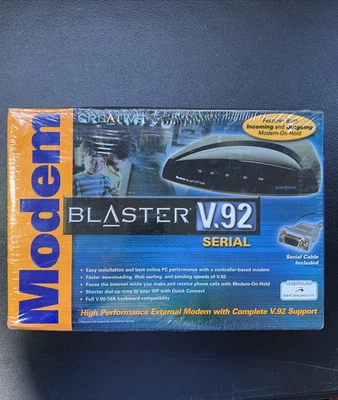 Modem
CREATIVE
Features Both
Incoming and Outgoing
Modem-On-Hold
CREATIVE
BLASTER V.92
SERIAL
Serial Cable
Included
• Easy installation and best online PC performance with a controller-based modem
• Faster downloading, Web surfing, and sending speeds of V.92
• Pause the Internet while you make and receive phone calls with Modem-On-Hold
• Shorter dial-up time to your ISP with Quick Connect
• Full V.90/56K backward compatibility
High Performance External Modem with Complete V.92 Support